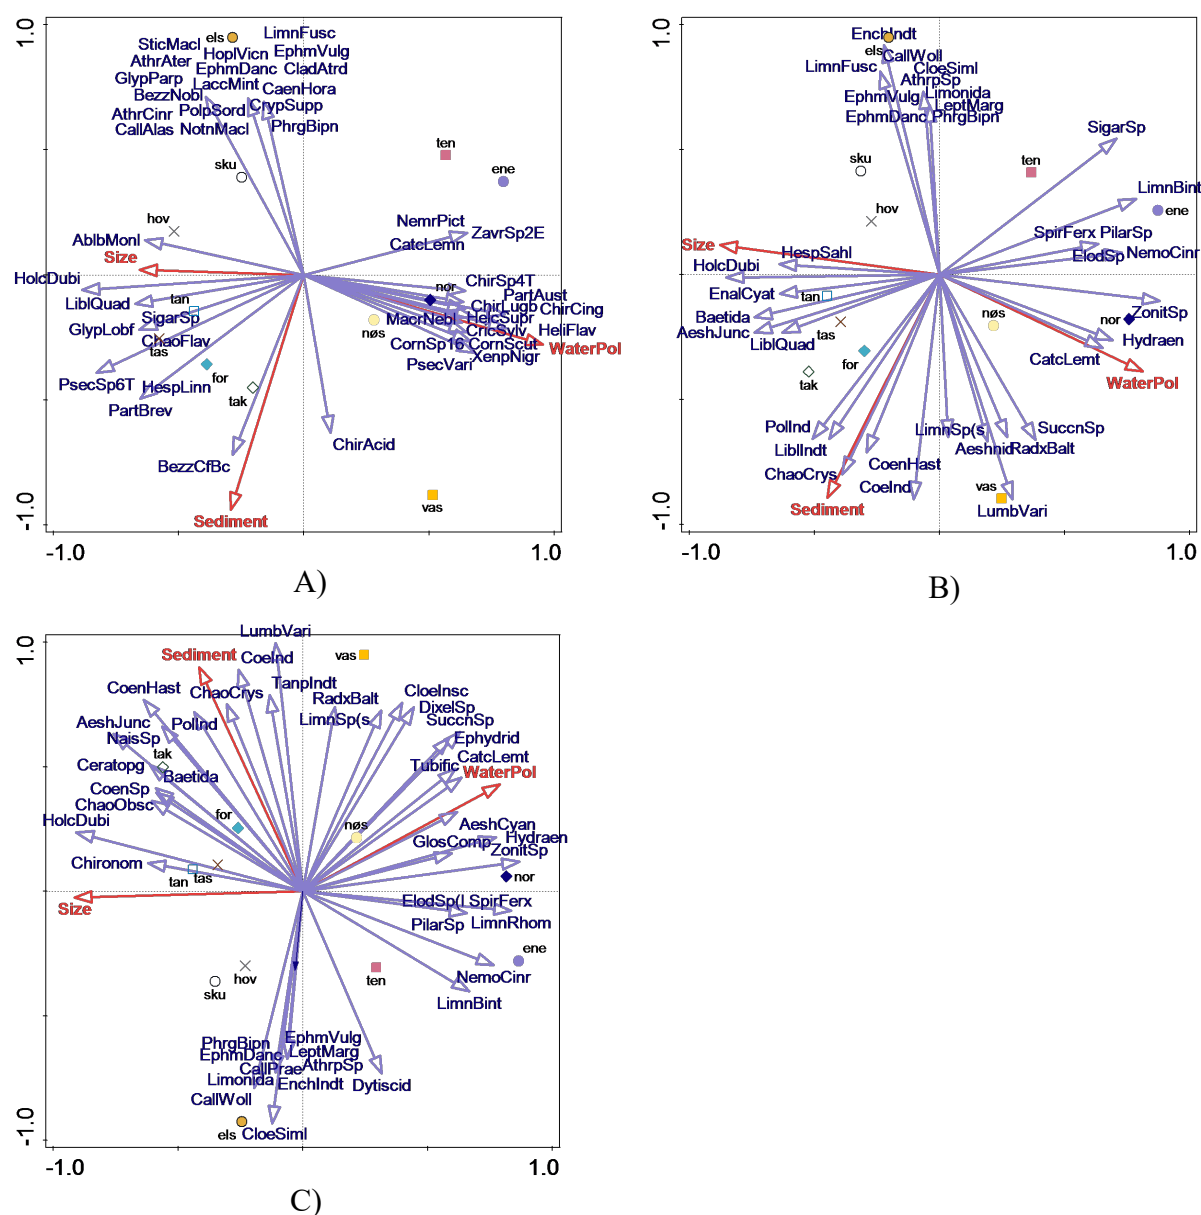 1.0
els
LimnFusc
SticMacl
HoplVicn
EphmVulg
AthrAter
EphmDanc
CladAtrd
GlypParp
LaccMint
CaenHora
BezzNobl
PolpSord
CrypSupp
AthrCinr
CallAlas
NotnMacl
PhrgBipn
ten
sku
ene
hov
NemrPict
AblbMonl
CatcLemn
ZavrSp2E
Size
HolcDubi
ChirSp4T
nor
PartAust
LiblQuad
tan
ChirLugb
ChirCing
SigarSp
MacrNebl
HelcSubr
GlypLobf
ChaoFlav
nøs
CricSylv
HeliFlav
tas
CornSp16
CornScut
WaterPol
for
PsecVari
XenpNigr
PsecSp6T
HespLinn
tak
PartBrev
ChirAcid
BezzCfBc
vas
Sediment
-1.0
-1.0
1.0
A)
1.0
EnchIndt
els
CallWoll
LimnFusc
CloeSiml
AthrpSp
EphmVulg
Limonida
LeptMarg
EphmDanc
PhrgBipn
SigarSp
sku
ten
LimnBint
hov
ene
SpirFerx
PilarSp
Size
HespSahl
ElodSp
NemoCinr
HolcDubi
EnalCyat
tan
ZonitSp
Baetida
nøs
nor
AeshJunc
tas
LiblQuad
Hydraen
for
CatcLemt
tak
WaterPol
PolInd
LimnSp(s
SuccnSp
LiblIndt
Aeshnid
RadxBalt
ChaoCrys
CoenHast
CoeInd
vas
Sediment
LumbVari
-1.0
-1.0
1.0
B)
1.0
LumbVari
Sediment
CoeInd
vas
CoenHast
ChaoCrys
TanpIndt
RadxBalt
CloeInsc
DixelSp
AeshJunc
PolInd
LimnSp(s
SuccnSp
NaisSp
Ephydrid
tak
CatcLemt
Ceratopg
Baetida
Tubific
WaterPol
CoenSp
ChaoObsc
for
nøs
HolcDubi
AeshCyan
Hydraen
GlosComp
ZonitSp
Chironom
tan
tas
nor
Size
ElodSp(l
SpirFerx
PilarSp
LimnRhom
ene
hov
ten
NemoCinr
sku
LimnBint
PhrgBipn
EphmVulg
EphmDanc
LeptMarg
CallPrae
AthrpSp
Limonida
EnchIndt
Dytiscid
CallWoll
els
CloeSiml
-1.0
-1.0
1.0
C)